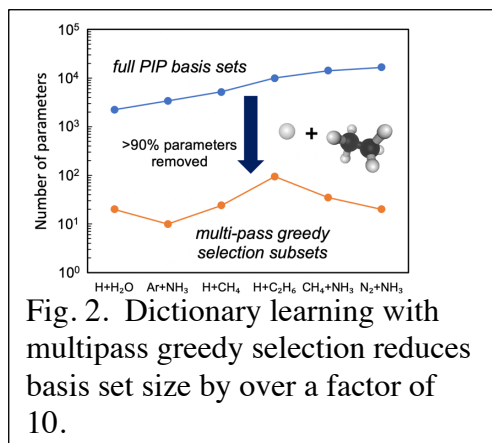 10⁵
full PIP basis sets
10⁴
10³
>90% parameters
removed
+
Number of parameters
10²
multi-pass greedy
selection subsets
10¹
10⁰
H+H₂O Ar+NH₃ H+CH₄ H+C₂H₆ CH₄+NH₃ N₂+NH₃
Fig. 2. Dictionary learning with
multipass greedy selection reduces
basis set size by over a factor of
10.